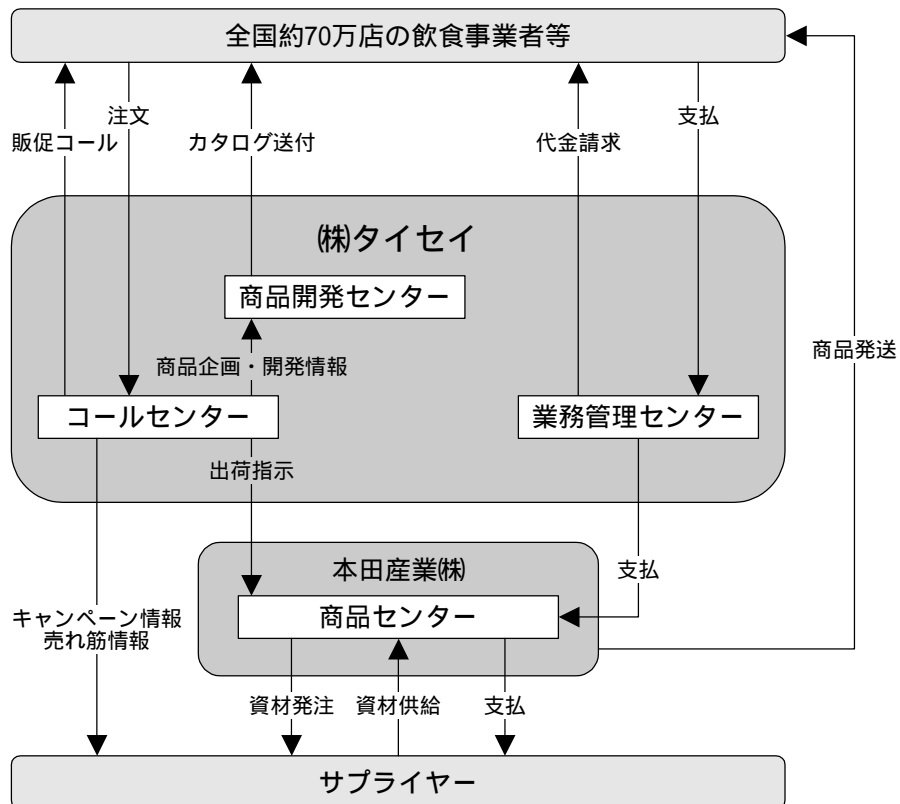 全国約70万店の飲食事業者等
注文
支払
販促コール
カタログ送付
代金請求
㈱タイセイ
商品開発センター
商品発送
商品企画・開発情報
コールセンター
業務管理センター
出荷指示
本田産業㈱
支払
商品センター
キャンペーン情報
売れ筋情報
資材発注
資材供給
支払
サプライヤー